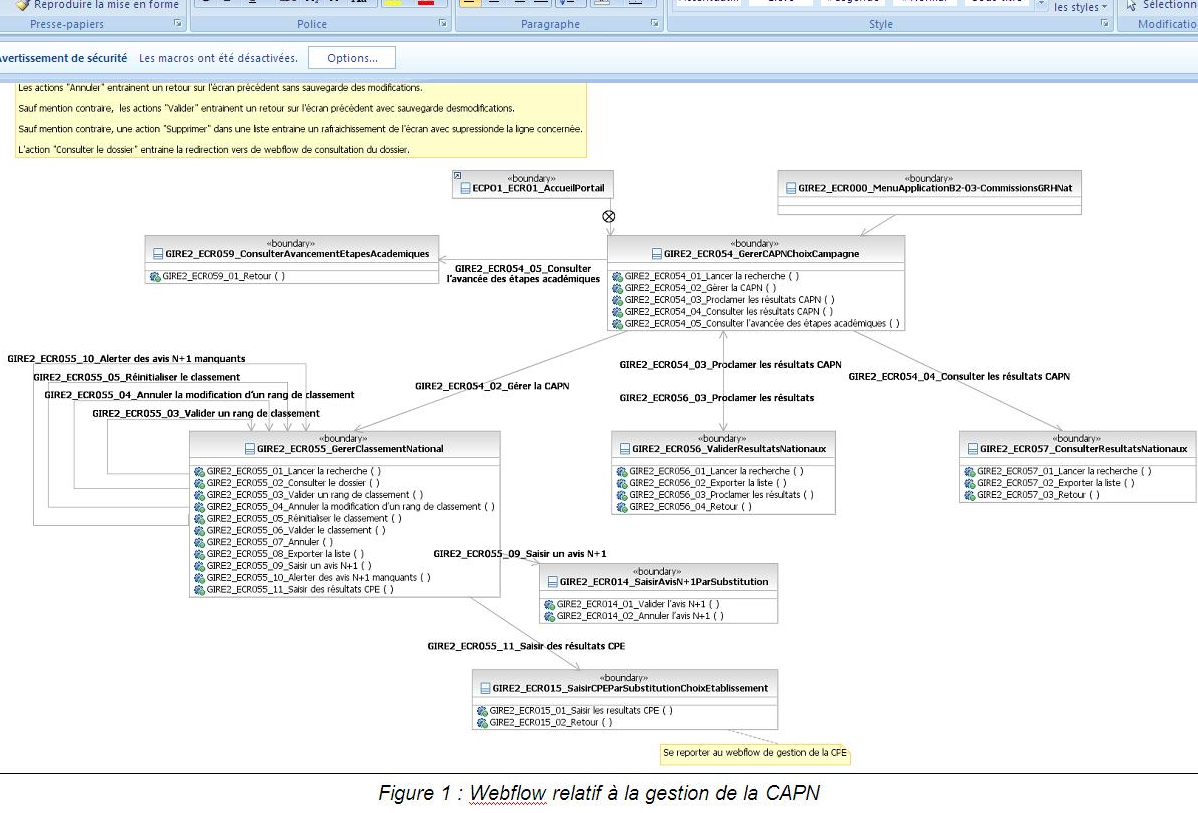 Reproduire la mise en forme
les styles
Sélectionn
Presse-papiers
Police
Paragraphe
Style
Modificatio
vertissement de sécurité Les macros ont été désactivées. Options...
Les actions "Annuler" entrainent un retour sur l'écran précédent sans sauvegarde des modifications.
Sauf mention contraire, les actions "Valider" entrainent un retour sur l'écran précédent avec sauvegarde desmodifications.
Sauf mention contraire, une action "Supprimer" dans une liste entraine un rafraichissement de l'écran avec supressionde la ligne concernée.
L'action "Consulter le dossier" entraine la redirection vers de webflow de consultation du dossier.
«boundary»
ECPO1_ECR01_AccueilPortail
«boundary»
GIRE2_ECR000_MenuApplicationB2-03-CommissionsGRHNat
«boundary»
GIRE2_ECR059_ConsulterAvancementEtapesAcademiques
GIRE2_ECR059_01_Retour ( )
GIRE2_ECR054_05_Consulter
l'avancée des étapes académiques
«boundary»
GIRE2_ECR054_GererCAPNChoixCampagne
GIRE2_ECR054_01_Lancer la recherche ( )
GIRE2_ECR054_02_Gérer la CAPN ( )
GIRE2_ECR054_03_Proclamer les résultats CAPN ( )
GIRE2_ECR054_04_Consulter les résultats CAPN ( )
GIRE2_ECR054_05_Consulter l'avancée des étapes académiques ( )
GIRE2_ECR055_10_Alerter des avis N+1 manquants
GIRE2_ECR055_05_Réinitialiser le classement
GIRE2_ECR055_04_Annuler la modification d'un rang de classement
GIRE2_ECR055_03_Valider un rang de classement
GIRE2_ECR054_02_Gérer la CAPN
GIRE2_ECR054_03_Proclamer les résultats CAPN
GIRE2_ECR056_03_Proclamer les résultats
GIRE2_ECR054_04_Consulter les résultats CAPN
«boundary»
GIRE2_ECR055_GererClassementNational
GIRE2_ECR055_01_Lancer la recherche ( )
GIRE2_ECR055_02_Consulter le dossier ( )
GIRE2_ECR055_03_Valider un rang de classement ( )
GIRE2_ECR055_04_Annuler la modification d'un rang de classement ( )
GIRE2_ECR055_05_Réinitialiser le classement ( )
GIRE2_ECR055_06_Valider le classement ( )
GIRE2_ECR055_07_Annuler ( )
GIRE2_ECR055_08_Exporter la liste ( )
GIRE2_ECR055_09_Saisir un avis N+1 ( )
GIRE2_ECR055_10_Alerter des avis N+1 manquants ( )
GIRE2_ECR055_11_Saisir des résultats CPE ( )
«boundary»
GIRE2_ECR056_ValiderResultatsNationaux
GIRE2_ECR056_01_Lancer la recherche ( )
GIRE2_ECR056_02_Exporter la liste ( )
GIRE2_ECR056_03_Proclamer les résultats ( )
GIRE2_ECR056_04_Retour ( )
«boundary»
GIRE2_ECR057_ConsulterResultatsNationaux
GIRE2_ECR057_01_Lancer la recherche ( )
GIRE2_ECR057_02_Exporter la liste ( )
GIRE2_ECR057_03_Retour ( )
GIRE2_ECR055_09_Saisir un avis N+1
«boundary»
GIRE2_ECR014_SaisirAvisN+1ParSubstitution
GIRE2_ECR014_01_Valider l'avis N+1 ( )
GIRE2_ECR014_02_Annuler l'avis N+1 ( )
GIRE2_ECR055_11_Saisir des résultats CPE
«boundary»
GIRE2_ECR015_SaisirCPEParSubstitutionChoixEtablissement
GIRE2_ECR015_01_Saisir les resultats CPE ( )
GIRE2_ECR015_02_Retour ( )
Se reporter au webflow de gestion de la CPE
Figure 1 : Webflow relatif à la gestion de la CAPN